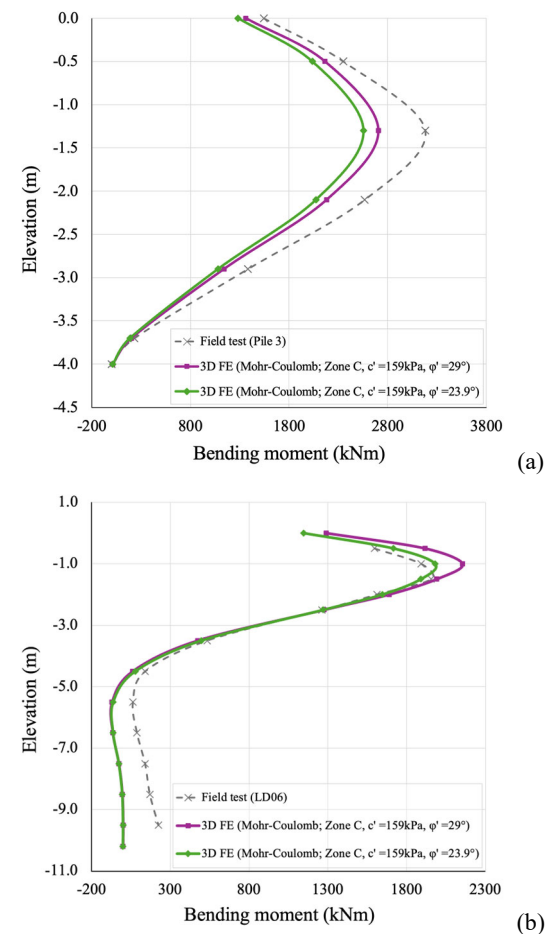 0.0
-0.5
-1.0
-1.5
-2.0
-2.5
-3.0
-3.5
-4.0
-4.5
Elevation (m)
Field test (Pile 3)
3D FE (Mohr-Coulomb; Zone C, c' =159kPa, φ' =29°)
3D FE (Mohr-Coulomb; Zone C, c' =159kPa, φ' =23.9°)
-200 800 1800 2800 3800
Bending moment (kNm)
(a)
1.0
-1.0
-3.0
-5.0
-7.0
-9.0
-11.0
Elevation (m)
Field test (LD06)
3D FE (Mohr-Coulomb; Zone C, c' =159kPa, φ' =29°)
3D FE (Mohr-Coulomb; Zone C, c' =159kPa, φ' =23.9°)
-200 300 800 1300 1800 2300
Bending moment (kNm)
(b)